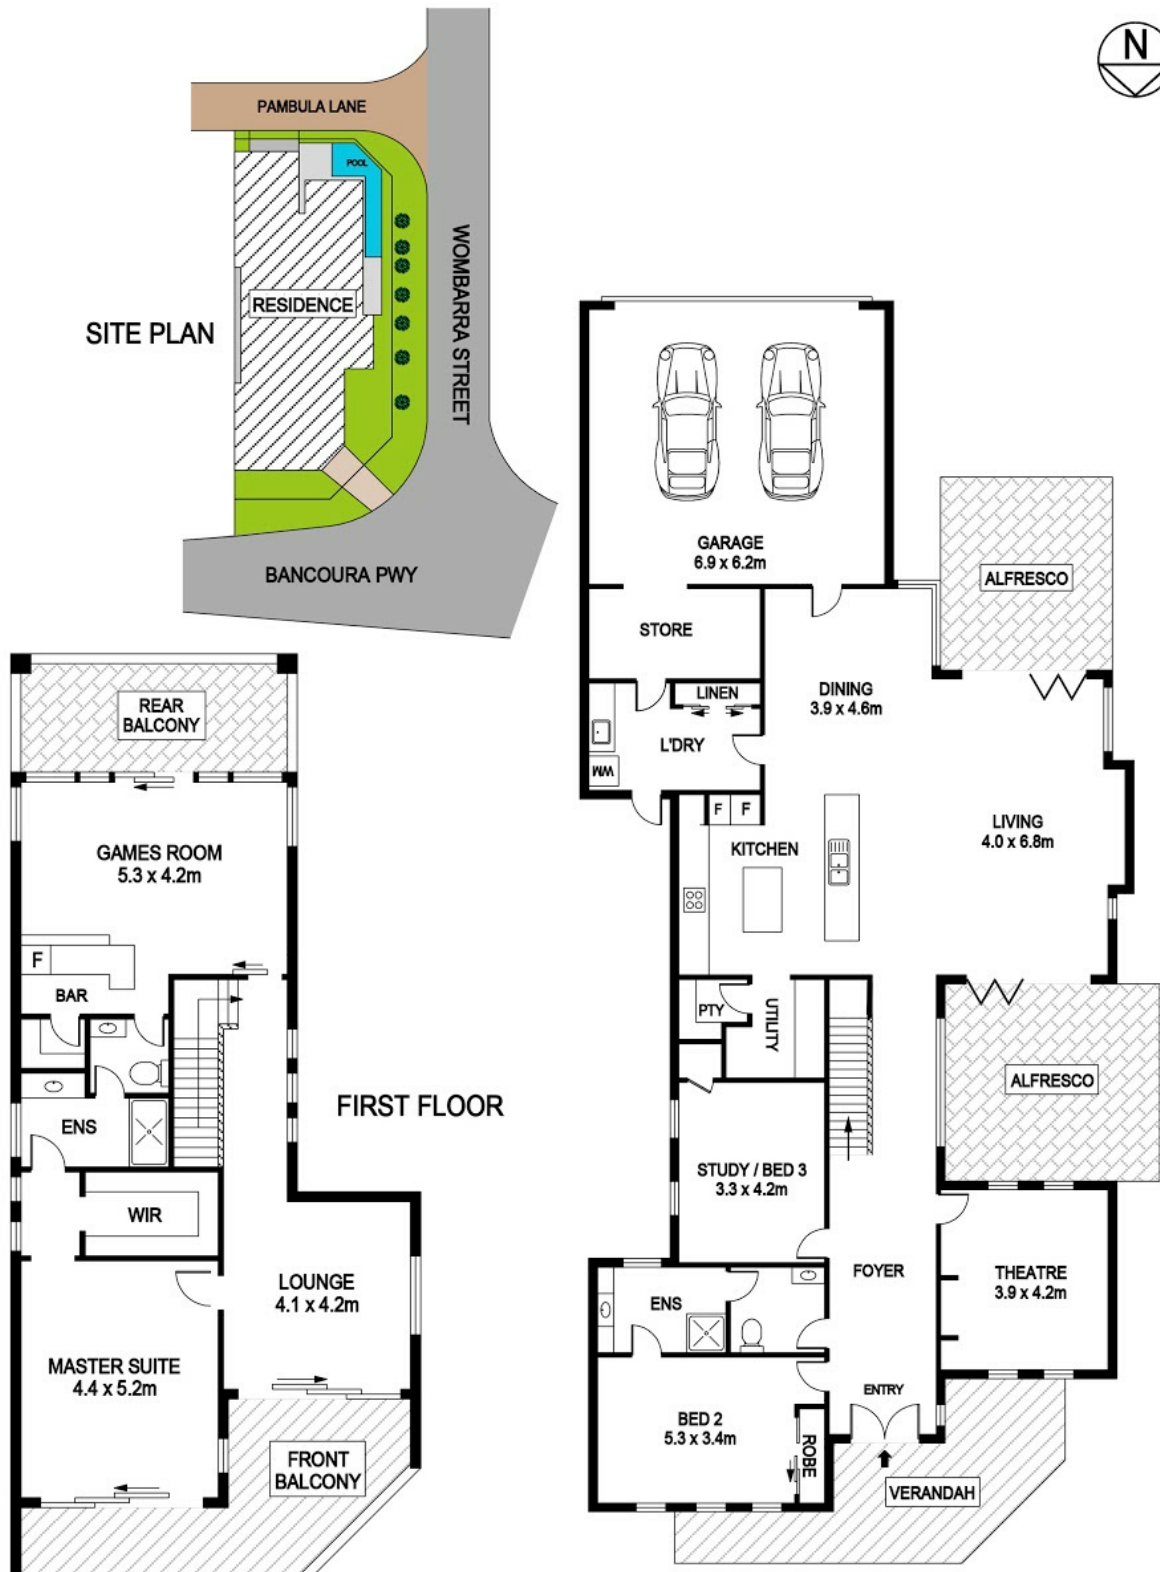 N
PAMBULA LANE
POOL
WOMBARRA STREET
RESIDENCE
SITE PLAN
BANCOURA PWY
GARAGE
6.9 x 6.2m
ALFRESCO
STORE
LINEN
DINING
3.9 x 4.6m
L'DRY
WM
F F
KITCHEN
LIVING
4.0 x 6.8m
PTY
UTILITY
ALFRESCO
STUDY / BED 3
3.3 x 4.2m
FOYER
THEATRE
3.9 x 4.2m
ENS
ENTRY
BED 2
5.3 x 3.4m
ROBE
VERANDAH
REAR
BALCONY
GAMES ROOM
5.3 x 4.2m
F
BAR
FIRST FLOOR
ENS
WIR
LOUNGE
4.1 x 4.2m
MASTER SUITE
4.4 x 5.2m
FRONT
BALCONY